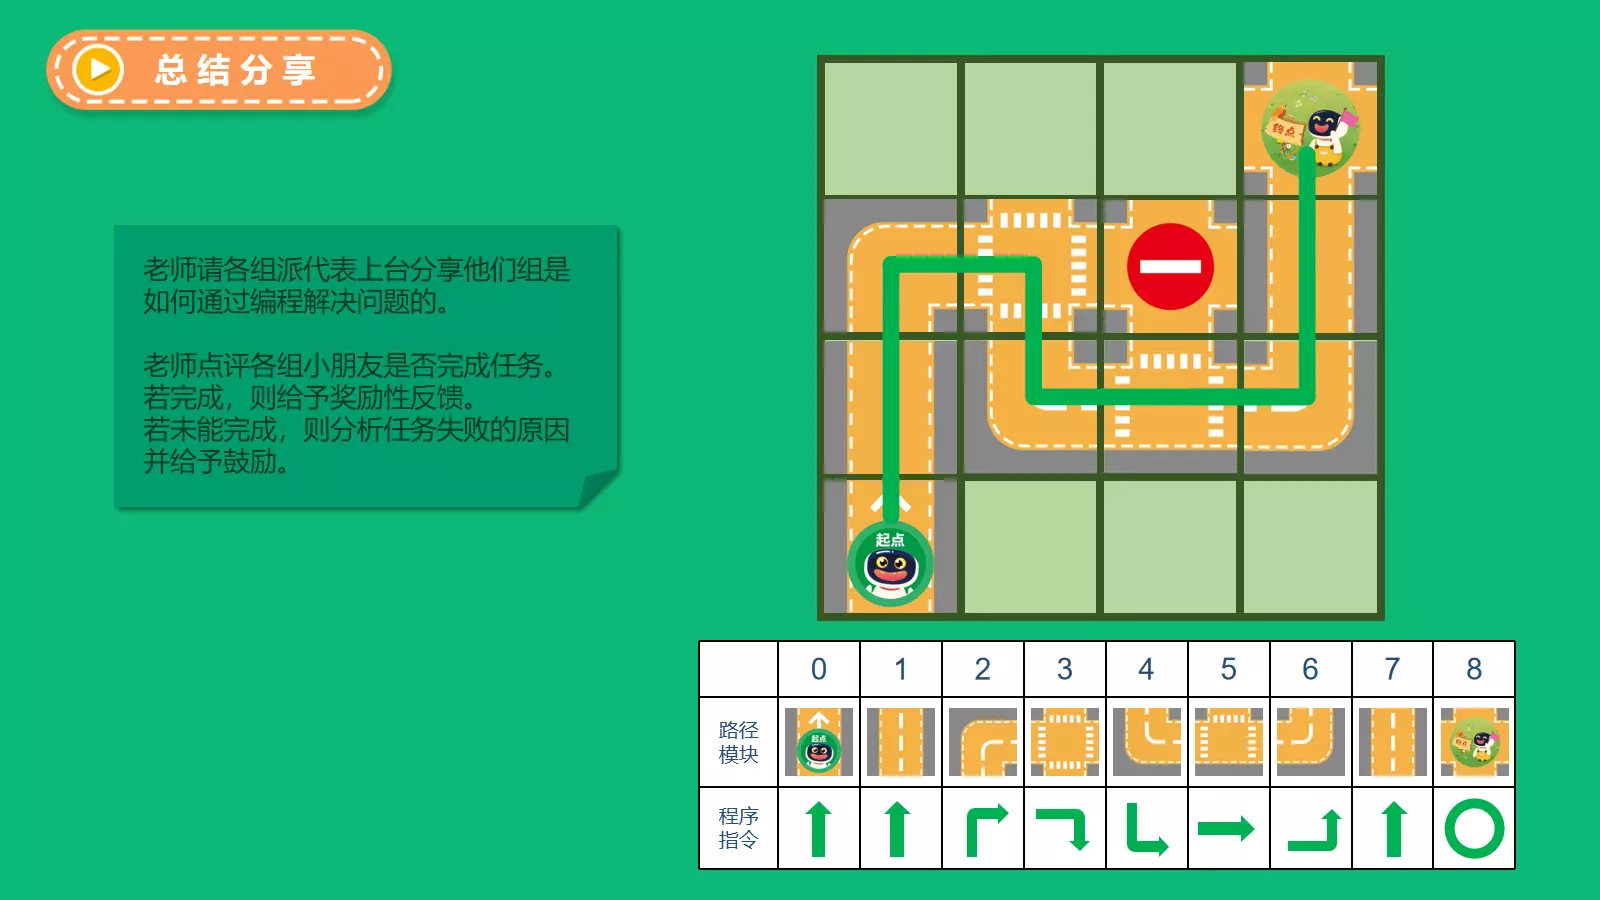 总结分享
老师请各组派代表上台分享他们组是
如何通过编程解决问题的。
老师点评各组小朋友是否完成任务。
若完成，则给予奖励性反馈。
若未能完成，则分析任务失败的原因
并给予鼓励。
终点
起点
0 1 2 3 4 5 6 7 8
路径
模块
起点
终点
程序
指令